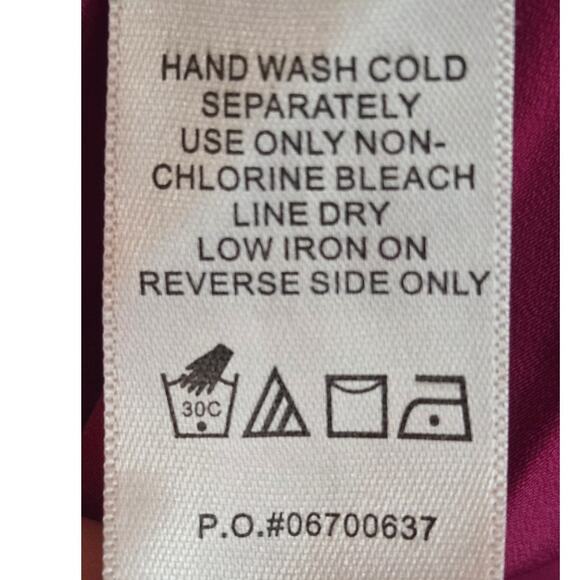 HAND WASH COLD
SEPARATELY
USE ONLY NON-
CHLORINE BLEACH
LINE DRY
LOW IRON ON
REVERSE SIDE ONLY
30C
P.O.#06700637